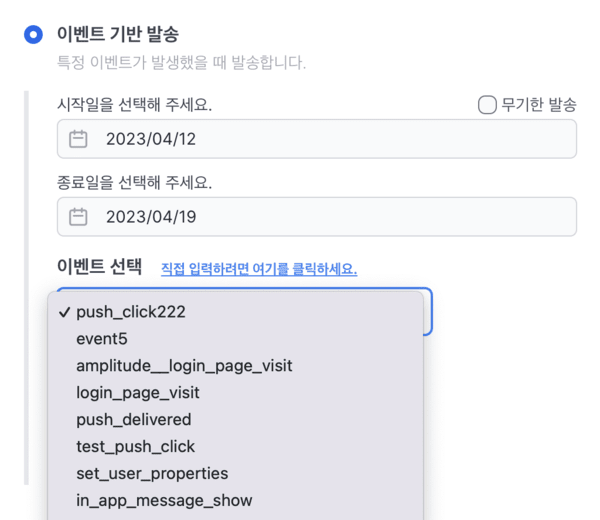 이벤트 기반 발송
특정 이벤트가 발생했을 때 발송합니다.
시작일을 선택해 주세요. 무기한 발송
2023/04/12
종료일을 선택해 주세요.
2023/04/19
이벤트 선택 직접 입력하려면 여기를 클릭하세요.
✓ push_click222
event5
amplitude__login_page_visit
login_page_visit
push_delivered
test_push_click
set_user_properties
in_app_message_show